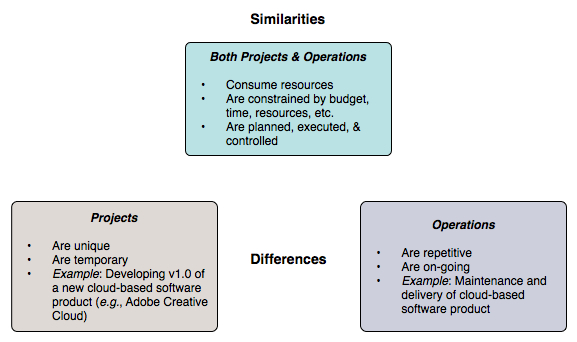 Similarities
Both Projects & Operations
• Consume resources
• Are constrained by budget,
time, resources, etc.
• Are planned, executed, &
controlled
Projects
• Are unique
• Are temporary
• Example: Developing v1.0 of
a new cloud-based software
product (e.g., Adobe Creative
Cloud)
Differences
Operations
• Are repetitive
• Are on-going
• Example: Maintenance and
delivery of cloud-based
software product